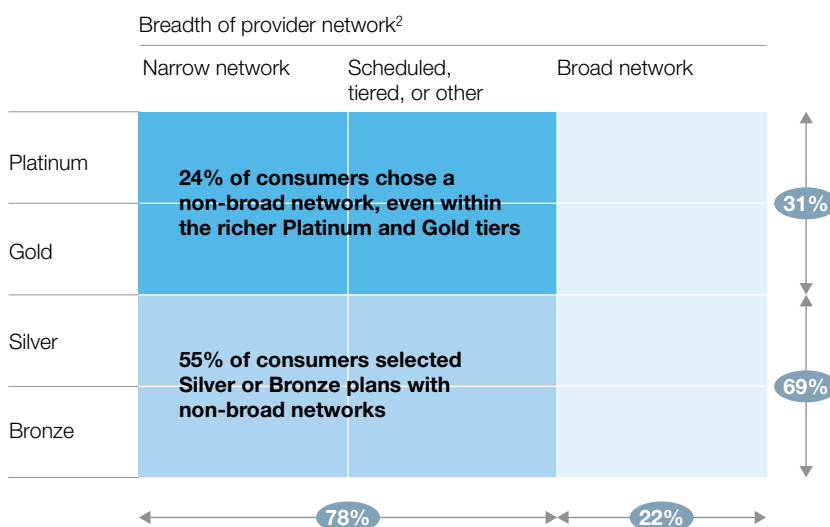 Breadth of provider network2
Narrow network
Scheduled,
tiered, or other
Broad network
Platinum
Gold
Silver
Bronze
24% of consumers chose a
non-broad network, even within
the richer Platinum and Gold tiers
55% of consumers selected
Silver or Bronze plans with
non-broad networks
31%
69%
78%
22%